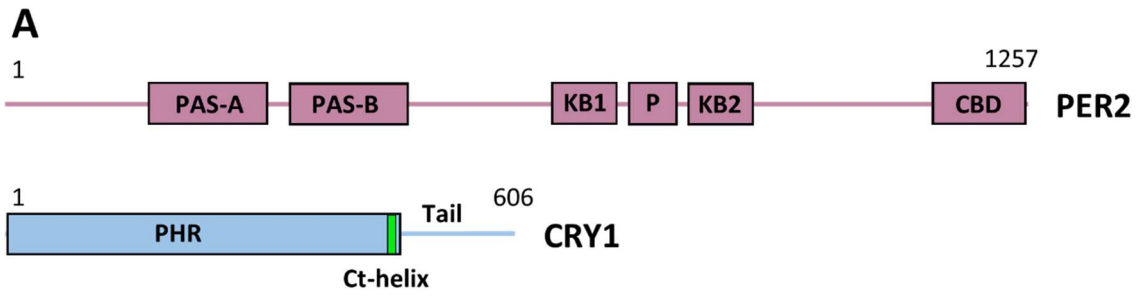 A
1 1257
PAS-A PAS-B KB1 P KB2 CBD PER2
1 606
Tail
PHR CRY1
Ct-helix